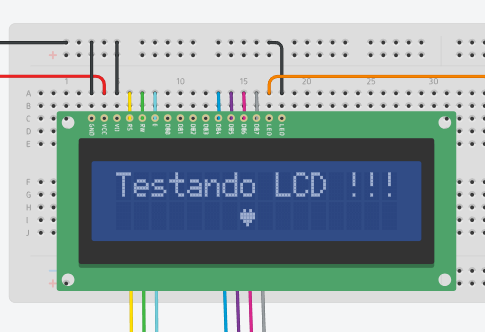 1 5 10 15 20 25 30
A
B
C
D
E
GND VCC V0 RS RW E DB0 DB1 DB2 DB3 DB4 DB5 DB6 DB7 LED LED
Testando LCD !!!
F
G
H
I
J